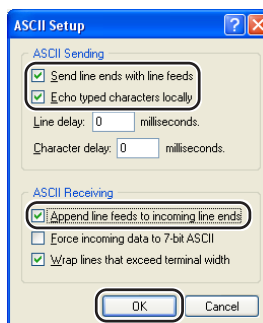 ASCII Setup
ASCII Sending
Send line ends with line feeds
Echo typed characters locally
Line delay: 0 milliseconds.
Character delay: 0 milliseconds.
ASCII Receiving
Append line feeds to incoming line ends
Force incoming data to 7-bit ASCII
Wrap lines that exceed terminal width
OK Cancel